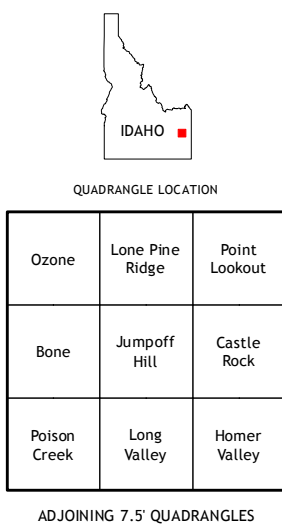 IDAHO
QUADRANGLE LOCATION
Ozone
Lone Pine
Ridge
Point
Lookout
Bone
Jumpoff
Hill
Castle
Rock
Poison
Creek
Long
Valley
Homer
Valley
ADJOINING 7.5' QUADRANGLES